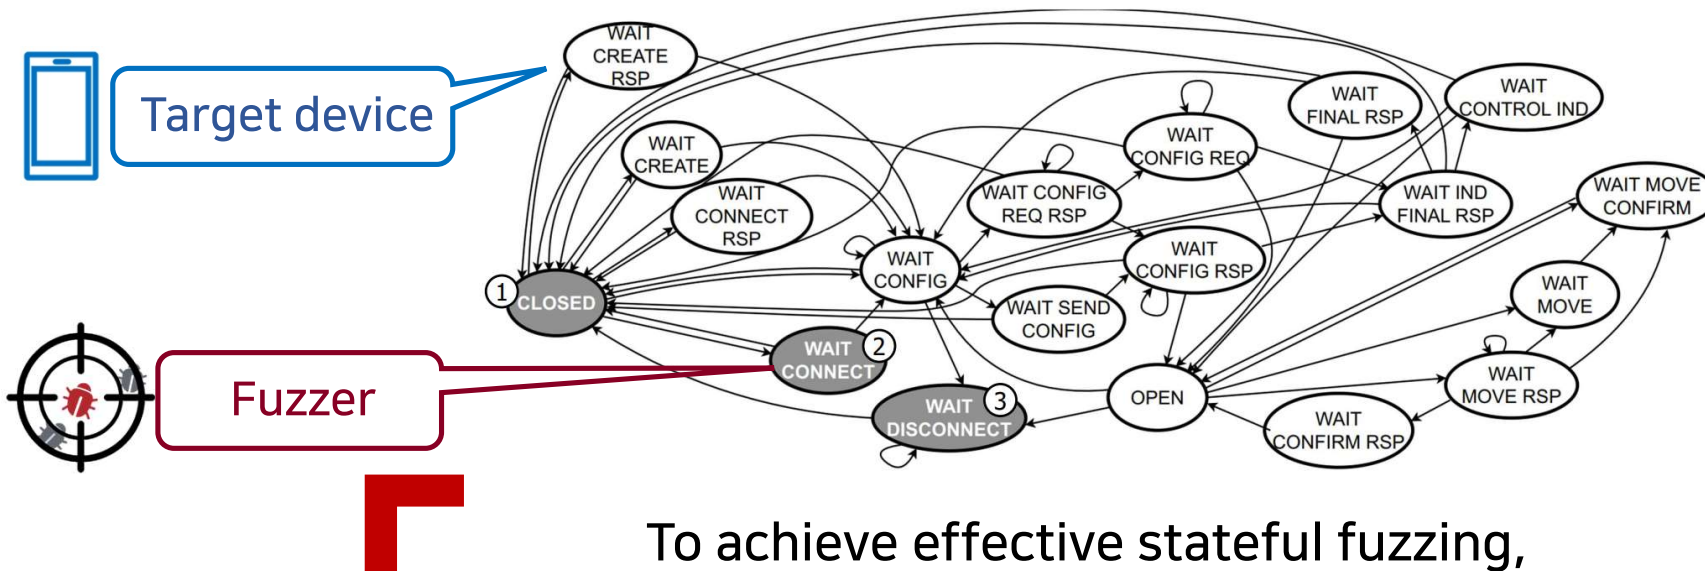 WAIT
CREATE
RSP
Target device
WAIT
CREATE
WAIT
CONNECT
RSP
WAIT
CONFIG REQ
WAIT
FINAL RSP
WAIT
CONTROL IND
WAIT CONFIG
REQ RSP
WAIT IND
FINAL RSP
WAIT MOVE
CONFIRM
WAIT
CONFIG
WAIT
CONFIG RSP
1
CLOSED
WAIT SEND
CONFIG
WAIT
MOVE
WAIT
CONNECT
2
Fuzzer
WAIT
DISCONNECT
3
OPEN
WAIT
MOVE RSP
WAIT
CONFIRM RSP
To achieve effective stateful fuzzing,